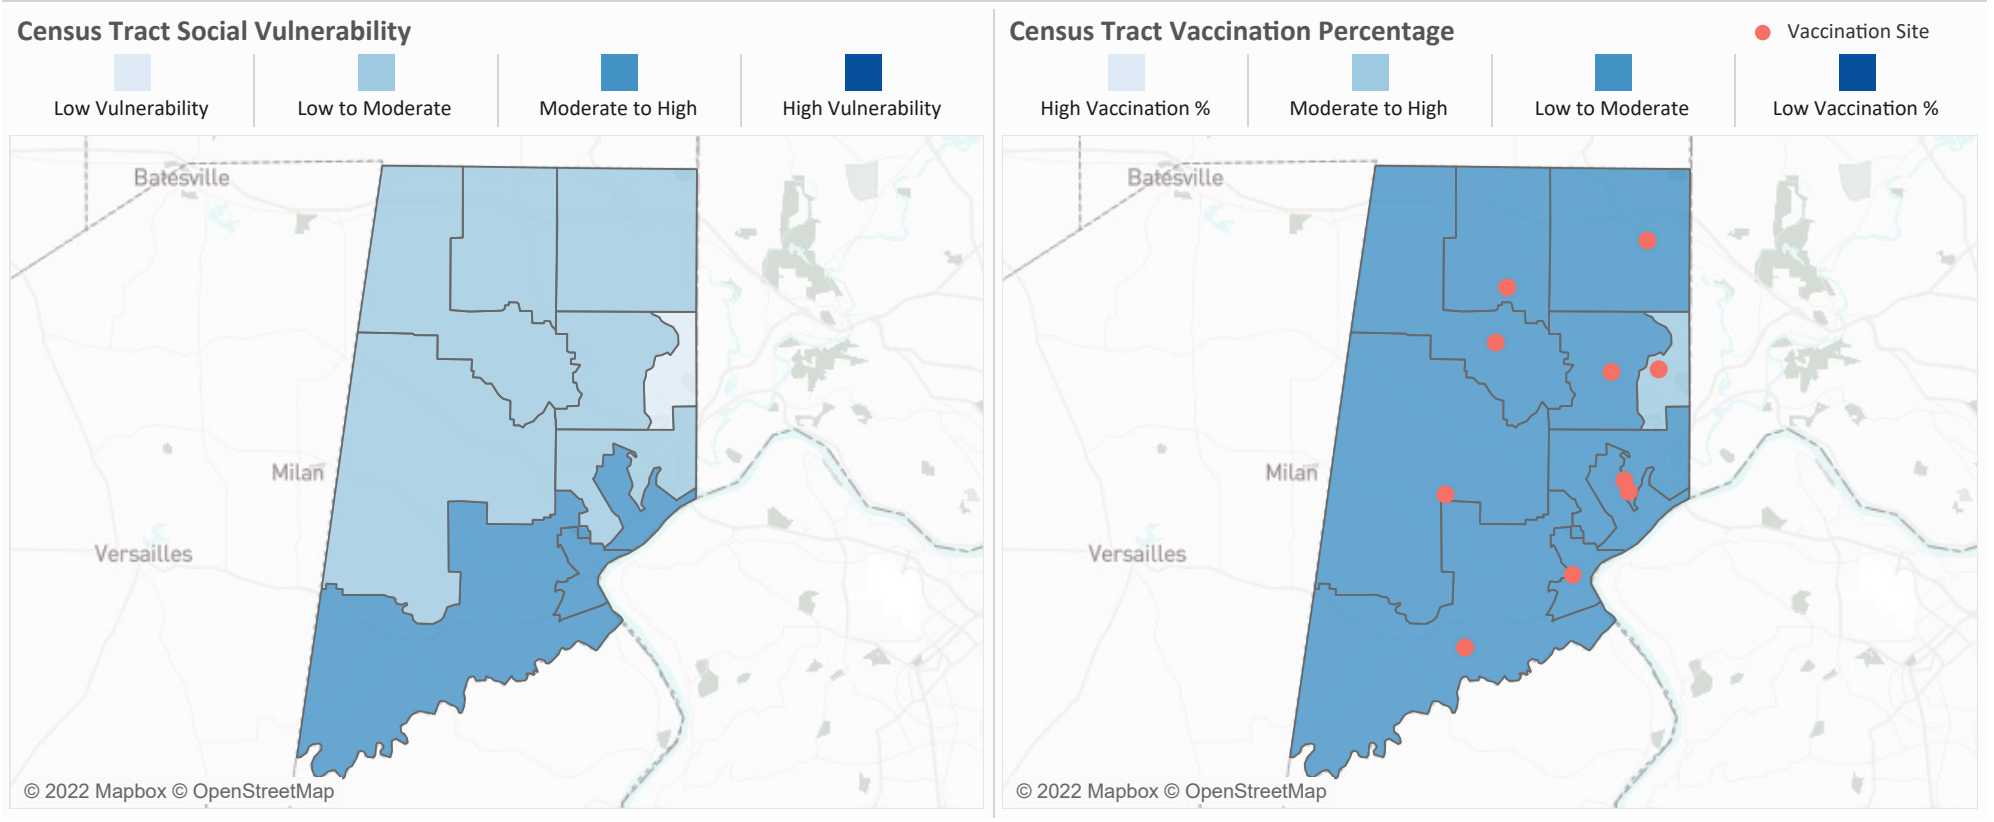 Census Tract Social Vulnerability
Low Vulnerability
Low to Moderate
Moderate to High
High Vulnerability
Batesville
Milan
Versailles
© 2022 Mapbox © OpenStreetMap
Census Tract Vaccination Percentage
Vaccination Site
High Vaccination %
Moderate to High
Low to Moderate
Low Vaccination %
Batesville
Milan
Versailles
© 2022 Mapbox © OpenStreetMap